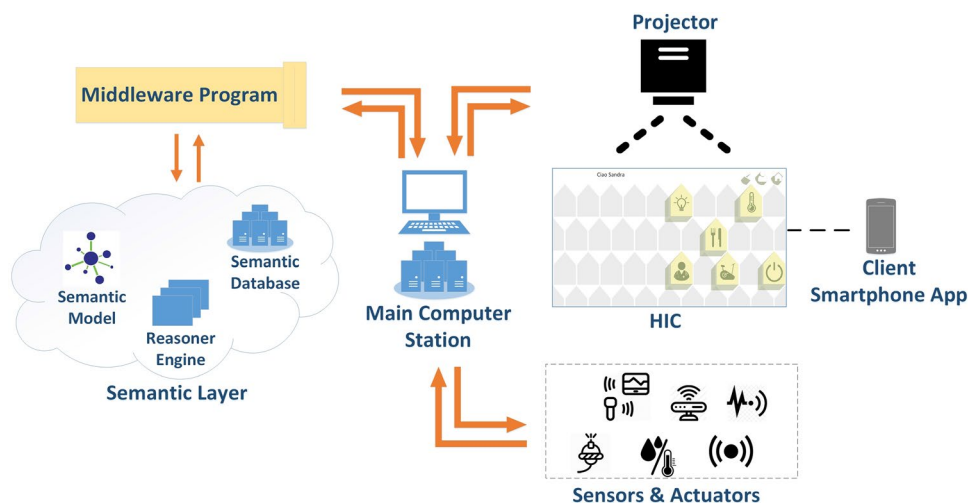 Projector
Middleware Program
Ciao Sandra
Semantic
Database
Semantic
Model
Reasoner
Engine
Semantic Layer
Main Computer
Station
HIC
Client
Smartphone App
Sensors & Actuators